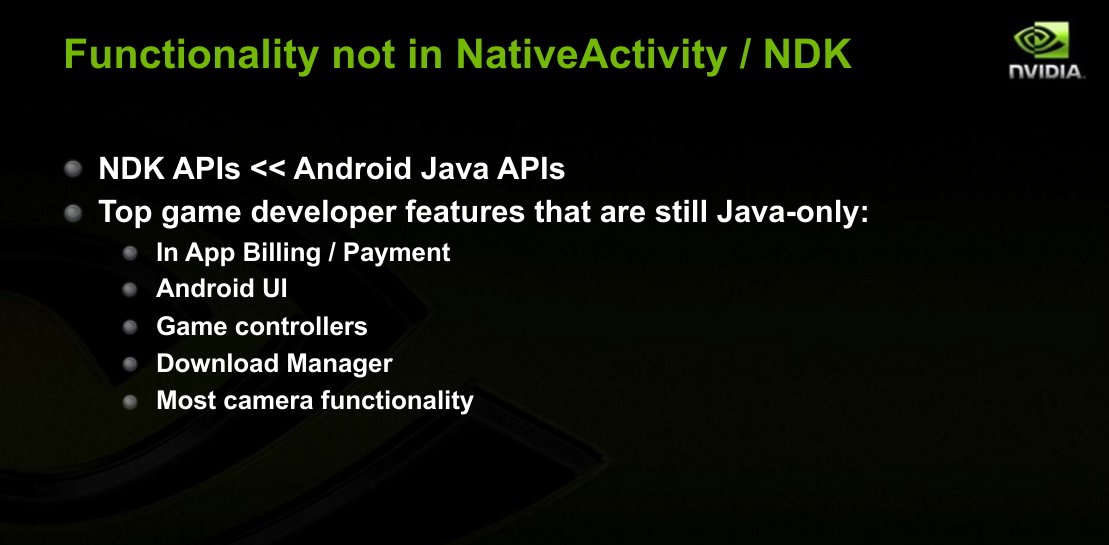 Functionality not in NativeActivity / NDK
NVIDIA.
NDK APIs << Android Java APIs
Top game developer features that are still Java-only:
In App Billing / Payment
Android UI
Game controllers
Download Manager
Most camera functionality